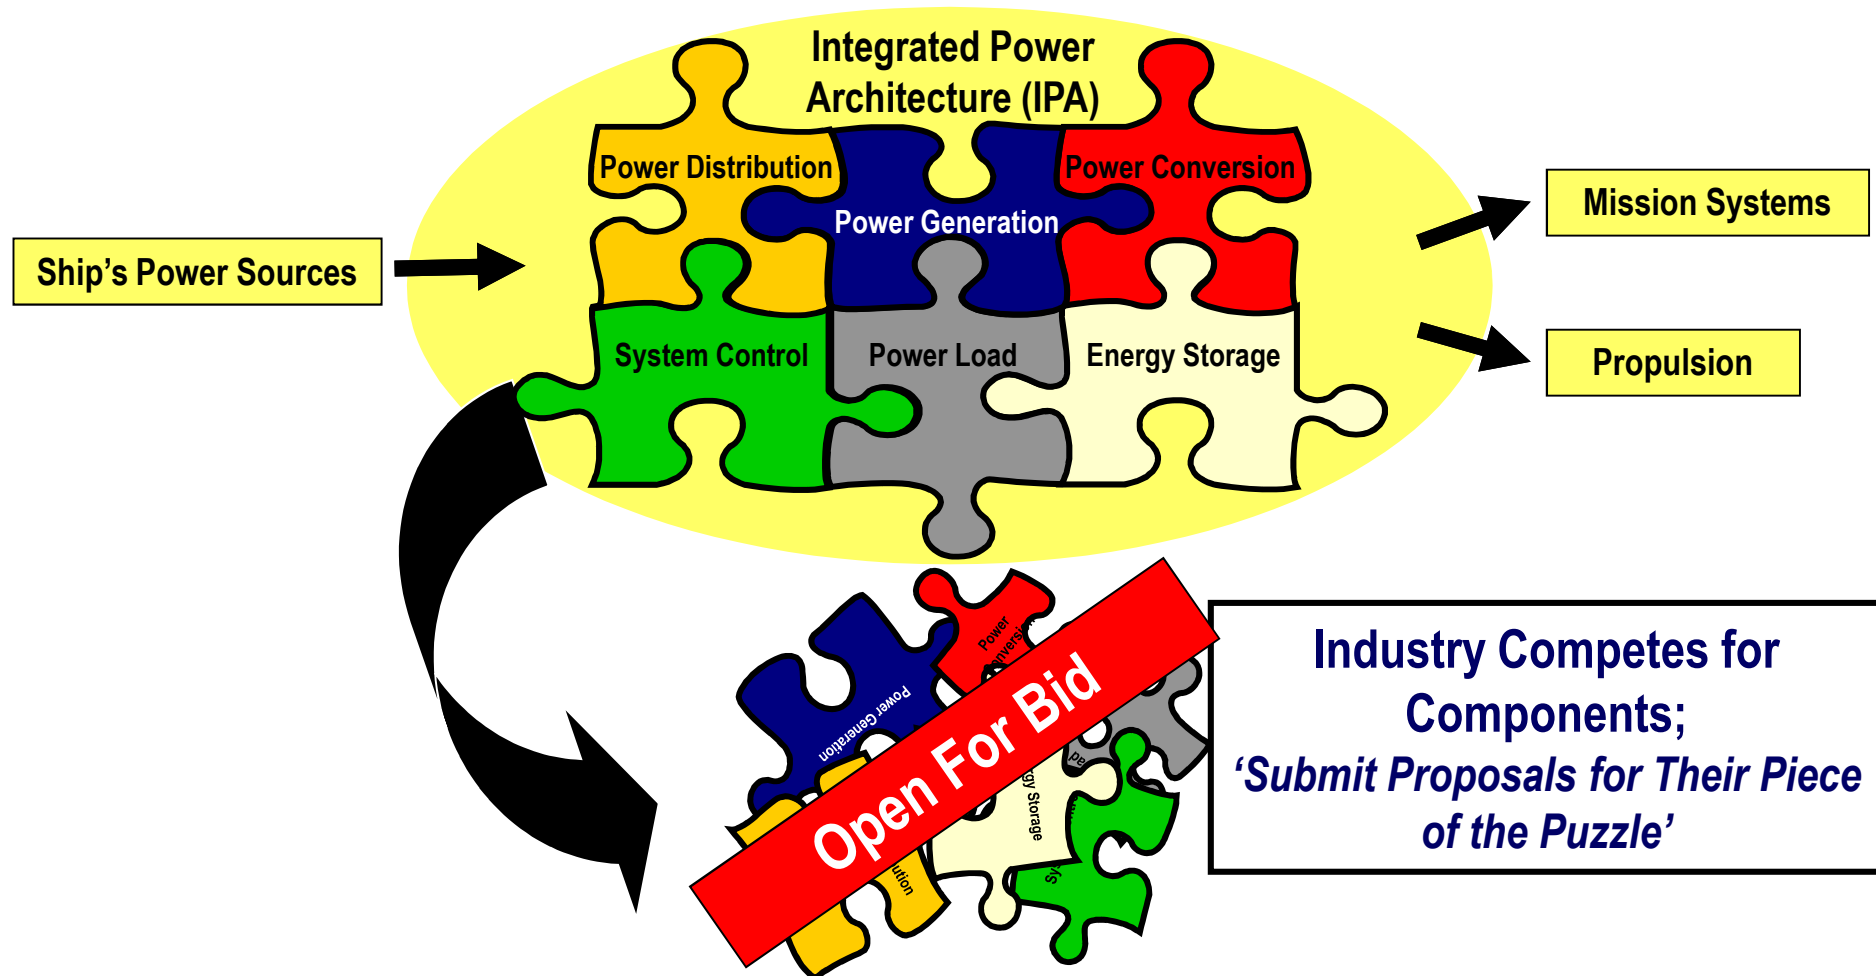 Integrated Power
Architecture (IPA)
Power Distribution
Power Conversion
Power Generation
Mission Systems
Ship's Power Sources
System Control
Power Load
Energy Storage
Propulsion
Power
Power Generation
Open For Bid
Storage
Industry Competes for
Components;
‘Submit Proposals for Their Piece
of the Puzzle’